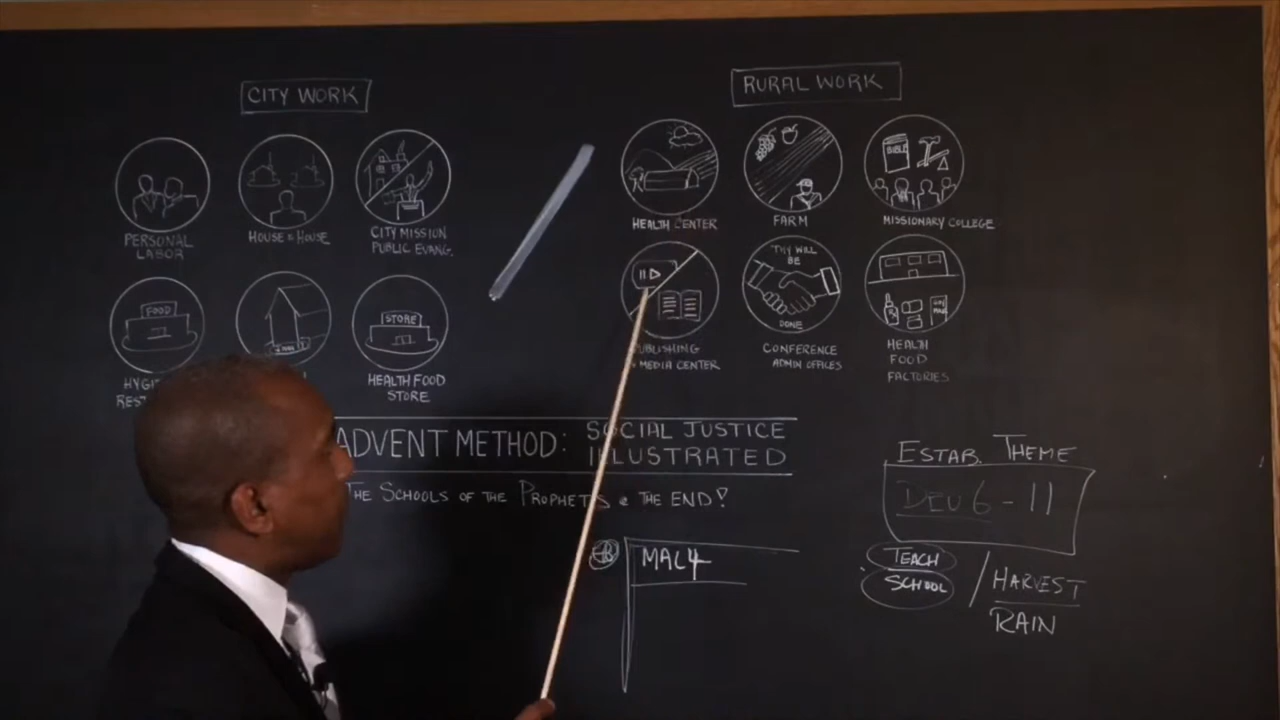 CITY WORK
RURAL WORK
PERSONAL
LABOR
HOUSE 2 HOUSE
CITY MISSION
PUBLIC EVANG.
BIBLE
HEALTH CENTER
FARM
MISSIONARY COLLEGE
FOOD
STORE
THY WILL
BE
DONE
HEALTH FOOD
STORE
MEDIA CENTER
CONFERENCE
ADMIN OFFICES
HEALTH
FOOD
FACTORIES
ADVENT METHOD:
SOCIAL JUSTICE
ILLUSTRATED
THE SCHOOLS OF THE PROPHETS @ THE END!
ESTAB. THEME
DEU 6 - 11
MAL 4
TEACH
SCHOOL
/ HARVEST
RAIN